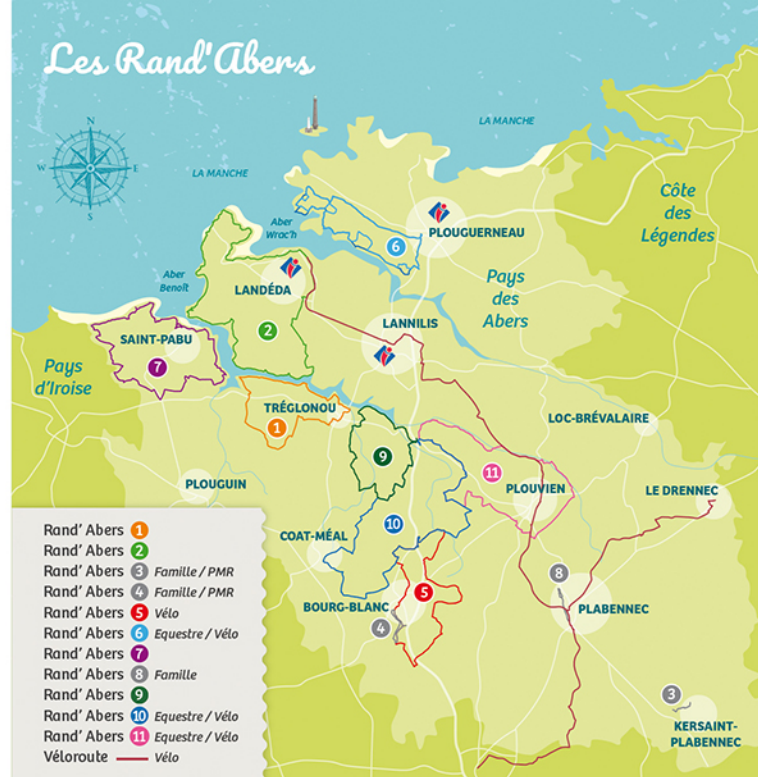 Les Rand'Abers
N
W
E
S
LA MANCHE
LA MANCHE
Côte
des
Légendes
Aber
Wrac'h
PLOUGUERNEAU
6
Aber
Benoît
LANDÉDA
Pays
des
Abers
2
LANNILIS
SAINT-PABU
7
Pays
d'Iroise
TRÉGLONOU
1
LOC-BRÉVALAIRE
9
11
PLOUVIEN
LE DRENNEC
PLOUGUIN
10
COAT-MÉAL
8
5
BOURG-BLANC
PLABENNEC
4
3
KERSAINT-
PLABENNEC
Rand' Abers 1
Rand' Abers 2
Rand' Abers 3 Famille / PMR
Rand' Abers 4 Famille / PMR
Rand' Abers 5 Vélo
Rand' Abers 6 Equestre / Vélo
Rand' Abers 7
Rand' Abers 8 Famille
Rand' Abers 9
Rand' Abers 10 Equestre / Vélo
Rand' Abers 11 Equestre / Vélo
Véloroute Vélo